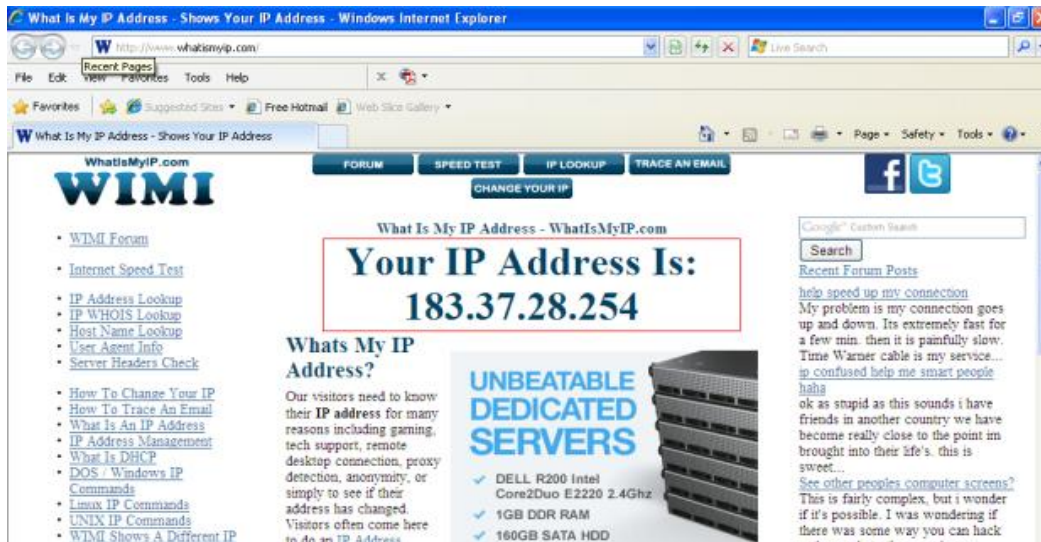 What Is My IP Address - Shows Your IP Address - Windows Internet Explorer
http://www.whatismyip.com/
Live Search
Recent Pages
File Edit View Favorites Tools Help
Favorites Suggested Sites Free Hotmail Web Slice Gallery
What Is My IP Address - Shows Your IP Address
Page Safety Tools
WhatIsMyIP.com
WIMI
FORUM SPEED TEST IP LOOKUP TRACE AN EMAIL
CHANGE YOUR IP
WIMI Forum
Internet Speed Test
IP Address Lookup
IP WHOIS Lookup
Host Name Lookup
User Agent Info
Server Headers Check
How To Change Your IP
How To Trace An Email
What Is An IP Address
IP Address Management
What Is DHCP
DOS / Windows IP
Commands
Linux IP Commands
UNIX IP Commands
WIMI Shows A Different IP
What Is My IP Address - WhatIsMyIP.com
Your IP Address Is:
183.37.28.254
Whats My IP
Address?
Our visitors need to know
their IP address for many
reasons including gaming,
tech support, remote
desktop connection, proxy
detection, anonymity, or
simply to see if their
address has changed.
Visitors often come here
to do an IP Address
UNBEATABLE
DEDICATED
SERVERS
DELL R200 Intel
Core2Duo E2220 2.4Ghz
1GB DDR RAM
160GB SATA HDD
f t
Google Custom Search
Search
Recent Forum Posts
help speed up my connection
My problem is my connection goes
up and down. Its extremely fast for
a few min. then it is painfully slow.
Time Warner cable is my service...
ip confused help me smart people
haha
ok as stupid as this sounds i have
friends in another country we have
become really close to the point im
brought into their life's. this is
sweet...
See other peoples computer screens?
This is fairly complex, but i wonder
if it's possible. I was wondering if
there was some way you can hack